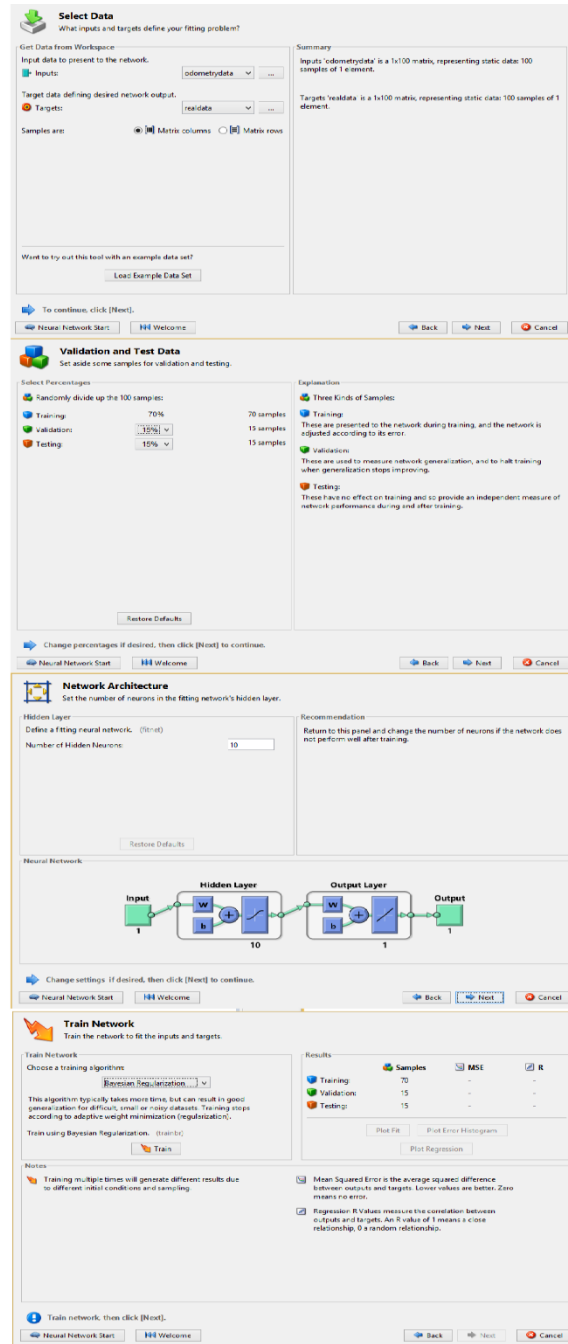 Select Data
What inputs and targets define your fitting problem?
Get Data from Workspace
Input data to present to the network.
Inputs:
odometrydata
...
Target data defining desired network output.
Targets:
realdata
...
Samples are:
Matrix columns
Matrix rows
Want to try out this tool with an example data set?
Load Example Data Set
Summary
Inputs 'odometrydata' is a 1x100 matrix, representing static data: 100
samples of 1 element.
Targets 'realdata' is a 1x100 matrix, representing static data: 100 samples of 1
element.
To continue, click [Next].
Neural Network Start
Welcome
Back
Next
Cancel
Validation and Test Data
Set aside some samples for validation and testing.
Select Percentages
Randomly divide up the 100 samples:
Training: 70% 70 samples
Validation: 15% 15 samples
Testing: 15% 15 samples
Restore Defaults
Explanation
Three Kinds of Samples:
Training:
These are presented to the network during training, and the network is
adjusted according to its error.
Validation:
These are used to measure network generalization, and to halt training
when generalization stops improving.
Testing:
These have no effect on training and so provide an independent measure of
network performance during and after training.
Change percentages if desired, then click [Next] to continue.
Neural Network Start
Welcome
Back
Next
Cancel
Network Architecture
Set the number of neurons in the fitting network's hidden layer.
Hidden Layer
Define a fitting neural network. (fitnet)
Number of Hidden Neurons: 10
Restore Defaults
Recommendation
Return to this panel and change the number of neurons if the network does
not perform well after training.
Neural Network
Hidden Layer
Output Layer
Input
Output
W
b
+
W
b
+
1
10
1
1
Change settings if desired, then click [Next] to continue.
Neural Network Start
Welcome
Back
Next
Cancel
Train Network
Train the network to fit the inputs and targets.
Train Network
Choose a training algorithm:
Bayesian Regularization
This algorithm typically takes more time, but can result in good
generalization for difficult, small or noisy datasets. Training stops
according to adaptive weight minimization (regularization).
Train using Bayesian Regularization. (trainbr)
Train
Results
Samples MSE R
Training: 70 - -
Validation: 15 - -
Testing: 15 - -
Plot Fit
Plot Error Histogram
Plot Regression
Notes
Training multiple times will generate different results due
to different initial conditions and sampling.
Mean Squared Error is the average squared difference
between outputs and targets. Lower values are better. Zero
means no error.
Regression R Values measure the correlation between
outputs and targets. An R value of 1 means a close
relationship, 0 a random relationship.
Train network, then click [Next].
Neural Network Start
Welcome
Back
Next
Cancel